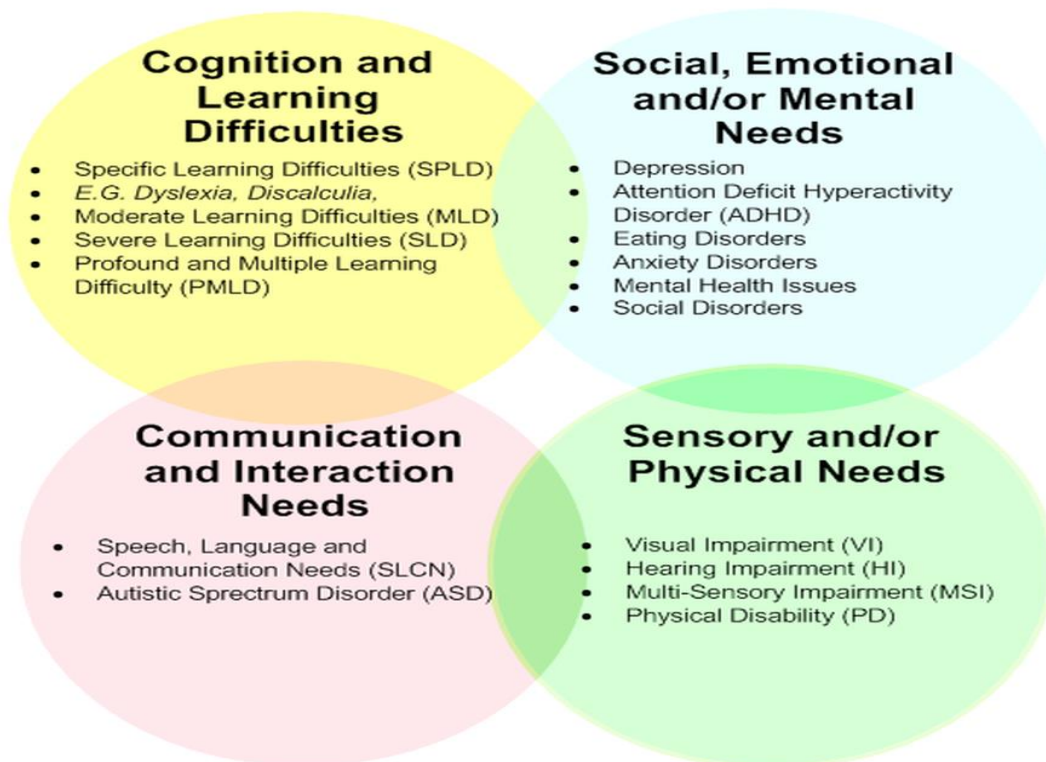 Cognition and
Learning
Difficulties
• Specific Learning Difficulties (SPLD)
• E.G. Dyslexia, Discalculia,
• Moderate Learning Difficulties (MLD)
• Severe Learning Difficulties (SLD)
• Profound and Multiple Learning
Difficulty (PMLD)
Social, Emotional
and/or Mental
Needs
• Depression
• Attention Deficit Hyperactivity
Disorder (ADHD)
• Eating Disorders
• Anxiety Disorders
• Mental Health Issues
• Social Disorders
Communication
and Interaction
Needs
• Speech, Language and
Communication Needs (SLCN)
• Autistic Sprectrum Disorder (ASD)
Sensory and/or
Physical Needs
• Visual Impairment (VI)
• Hearing Impairment (HI)
• Multi-Sensory Impairment (MSI)
• Physical Disability (PD)